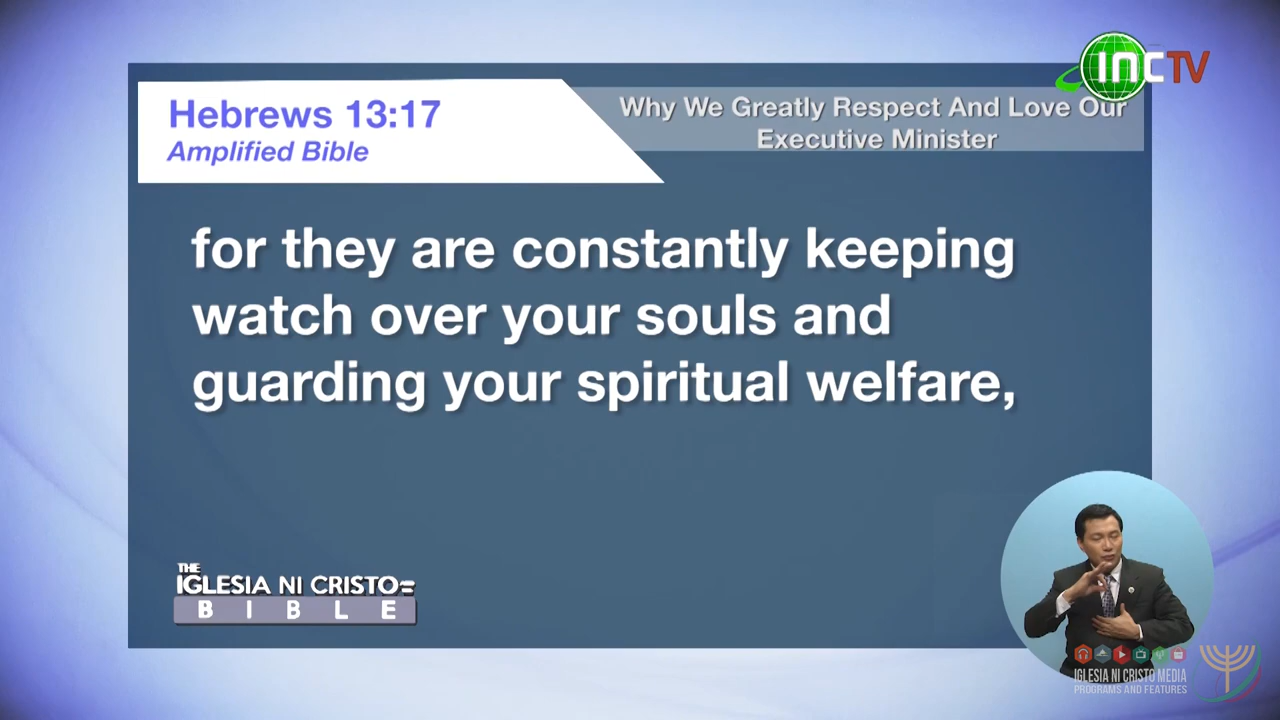 INCTV
Hebrews 13:17
Amplified Bible
Why We Greatly Respect And Love Our
Executive Minister
for they are constantly keeping
watch over your souls and
guarding your spiritual welfare,
THE
IGLESIA NI CRISTO
BIBLE
IGLESIA NI CRISTO MEDIA
PROGRAMS AND FEATURES